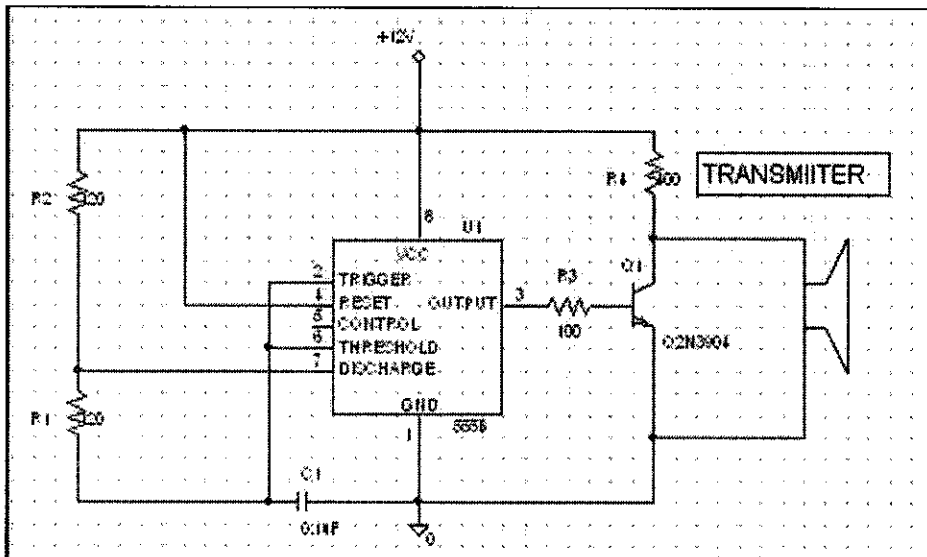 +12V
TRANSMIITER
R2
R4
8
U1
VCC
2
TRIGGER
4
RESET
OUTPUT
3
R3
100
Q1
5
CONTROL
6
THRESHOLD
Q2N3904
7
DISCHARGE
R1
GND
1
C1
0